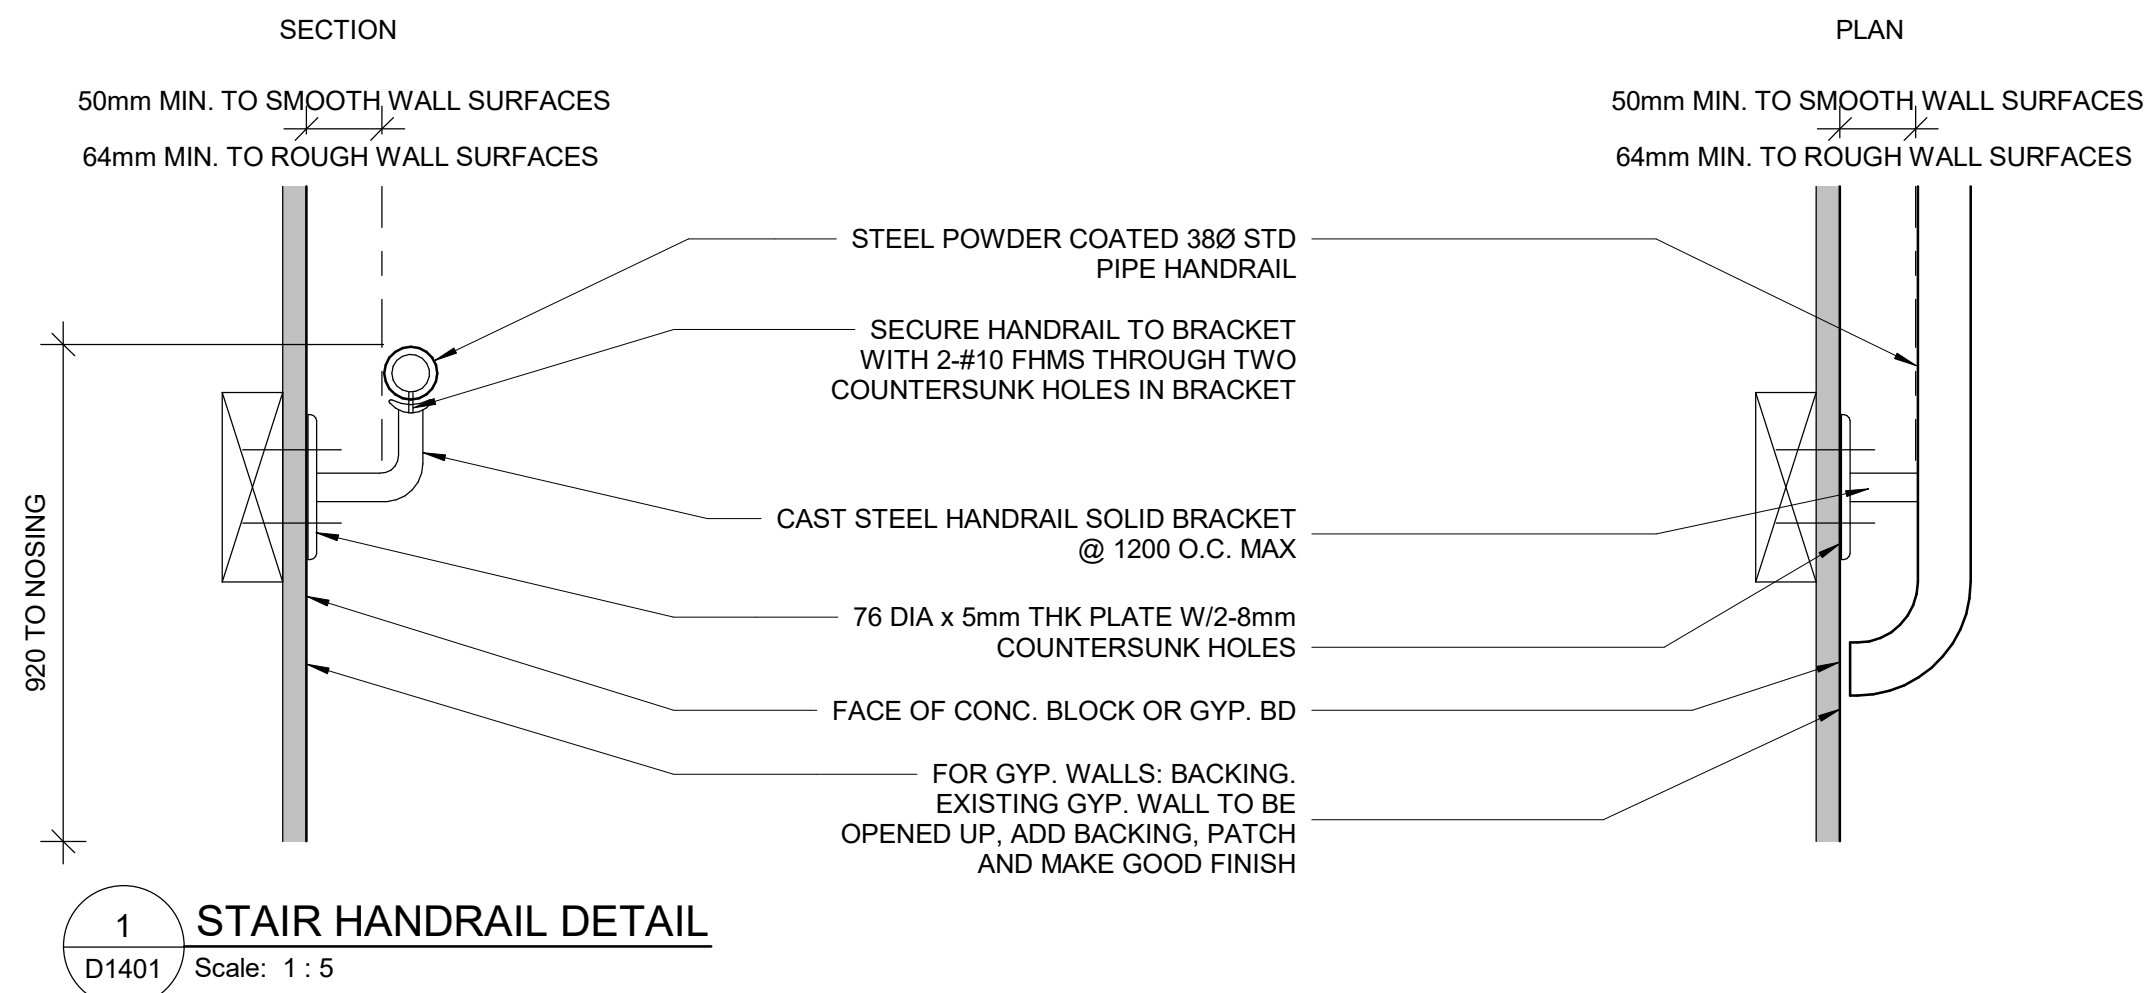 SECTION
50mm MIN. TO SMOOTH WALL SURFACES
64mm MIN. TO ROUGH WALL SURFACES
PLAN
50mm MIN. TO SMOOTH WALL SURFACES
64mm MIN. TO ROUGH WALL SURFACES
STEEL POWDER COATED 38Ø STD
PIPE HANDRAIL
SECURE HANDRAIL TO BRACKET
WITH 2-#10 FHMS THROUGH TWO
COUNTERSUNK HOLES IN BRACKET
CAST STEEL HANDRAIL SOLID BRACKET
@ 1200 O.C. MAX
76 DIA x 5mm THK PLATE W/2-8mm
COUNTERSUNK HOLES
FACE OF CONC. BLOCK OR GYP. BD
FOR GYP. WALLS: BACKING.
EXISTING GYP. WALL TO BE
OPENED UP, ADD BACKING, PATCH
AND MAKE GOOD FINISH
920 TO NOSING
1
D1401
STAIR HANDRAIL DETAIL
Scale: 1 : 5